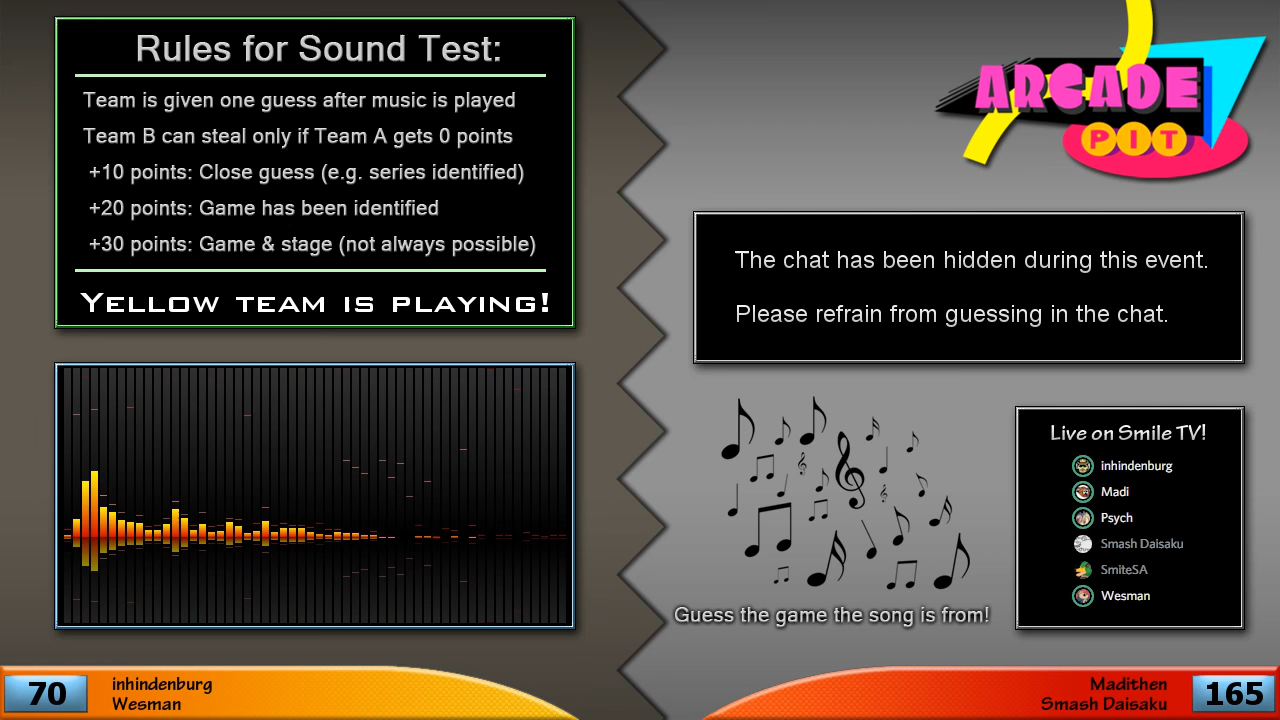 Rules for Sound Test:
Team is given one guess after music is played
Team B can steal only if Team A gets 0 points
+10 points: Close guess (e.g. series identified)
+20 points: Game has been identified
+30 points: Game & stage (not always possible)
Yellow team is playing!
ARCADE
PIT
The chat has been hidden during this event.
Please refrain from guessing in the chat.
Guess the game the song is from!
Live on Smile TV!
inhindenburg
Madi
Psych
Smash Daisaku
SmiteSA
Wesman
70
inhindenburg
Wesman
Madithen
Smash Daisaku
165